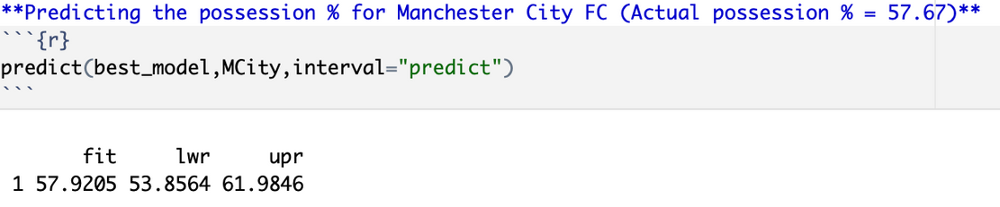 **Predicting the possession % for Manchester City FC (Actual possession % = 57.67)**
```{r}
predict(best_model,MCity,interval="predict")
```
fit lwr upr
1 57.9205 53.8564 61.9846